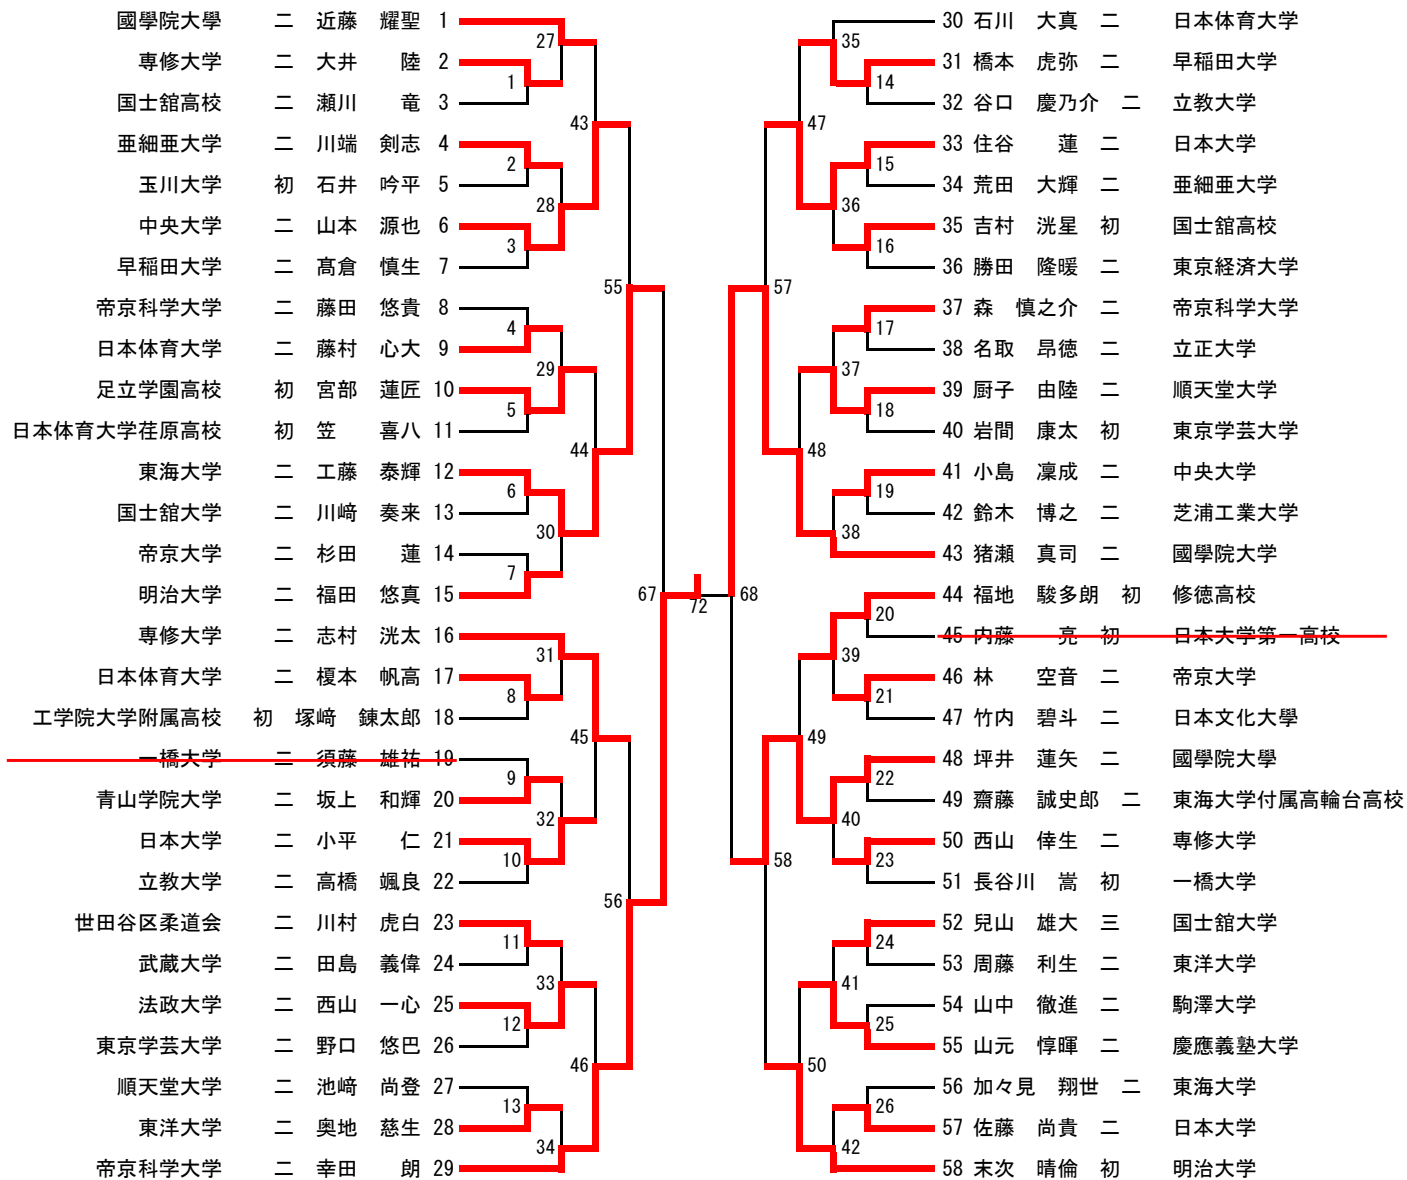 國學院大學 二 近藤 耀聖 1
専修大学 二 大井 陸 2
国士舘高校 二 瀬川 竜 3
亜細亜大学 二 川端 剣志 4
玉川大学 初 石井 吟平 5
中央大学 二 山本 源也 6
早稲田大学 二 髙倉 慎生 7
帝京科学大学 二 藤田 悠貴 8
日本体育大学 二 藤村 心大 9
足立学園高校 初 宮部 蓮匠 10
日本体育大学荏原高校 初 笠 喜八 11
東海大学 二 工藤 泰輝 12
国士舘大学 二 川﨑 奏来 13
帝京大学 二 杉田 蓮 14
明治大学 二 福田 悠真 15
専修大学 二 志村 洸太 16
日本体育大学 二 榎本 帆高 17
工学院大学附属高校 初 塚﨑 錬太郎 18
一橋大学 二 須藤 雄祐 19
青山学院大学 二 坂上 和輝 20
日本大学 二 小平 仁 21
立教大学 二 高橋 颯良 22
世田谷区柔道会 二 川村 虎白 23
武蔵大学 二 田島 義偉 24
法政大学 二 西山 一心 25
東京学芸大学 二 野口 悠巴 26
順天堂大学 二 池﨑 尚登 27
東洋大学 二 奥地 慈生 28
帝京科学大学 二 幸田 朗 29
27
1
43
2
28
3
55
4
29
5
44
6
30
7
67
31
8
45
9
32
10
56
11
33
12
46
13
34
72
68
35
14
47
15
36
16
57
17
37
18
48
19
38
20
39
21
49
22
40
23
58
24
41
25
50
26
42
30 石川 大真 二 日本体育大学
31 橋本 虎弥 二 早稲田大学
32 谷口 慶乃介 二 立教大学
33 住谷 蓮 二 日本大学
34 荒田 大輝 二 亜細亜大学
35 吉村 洸星 初 国士舘高校
36 勝田 隆暖 二 東京経済大学
37 森 慎之介 二 帝京科学大学
38 名取 昂徳 二 立正大学
39 厨子 由陸 二 順天堂大学
40 岩間 康太 初 東京学芸大学
41 小島 凜成 二 中央大学
42 鈴木 博之 二 芝浦工業大学
43 猪瀬 真司 二 國學院大学
44 福地 駿多朗 初 修徳高校
45 内藤 亮 初 日本大学第一高校
46 林 空音 二 帝京大学
47 竹内 碧斗 二 日本文化大學
48 坪井 蓮矢 二 國學院大學
49 齋藤 誠史郎 二 東海大学付属高輪台高校
50 西山 倖生 二 専修大学
51 長谷川 嵩 初 一橋大学
52 兒山 雄大 三 国士舘大学
53 周藤 利生 二 東洋大学
54 山中 徹進 二 駒澤大学
55 山元 惇暉 二 慶應義塾大学
56 加々見 翔世 二 東海大学
57 佐藤 尚貴 二 日本大学
58 末次 晴倫 初 明治大学